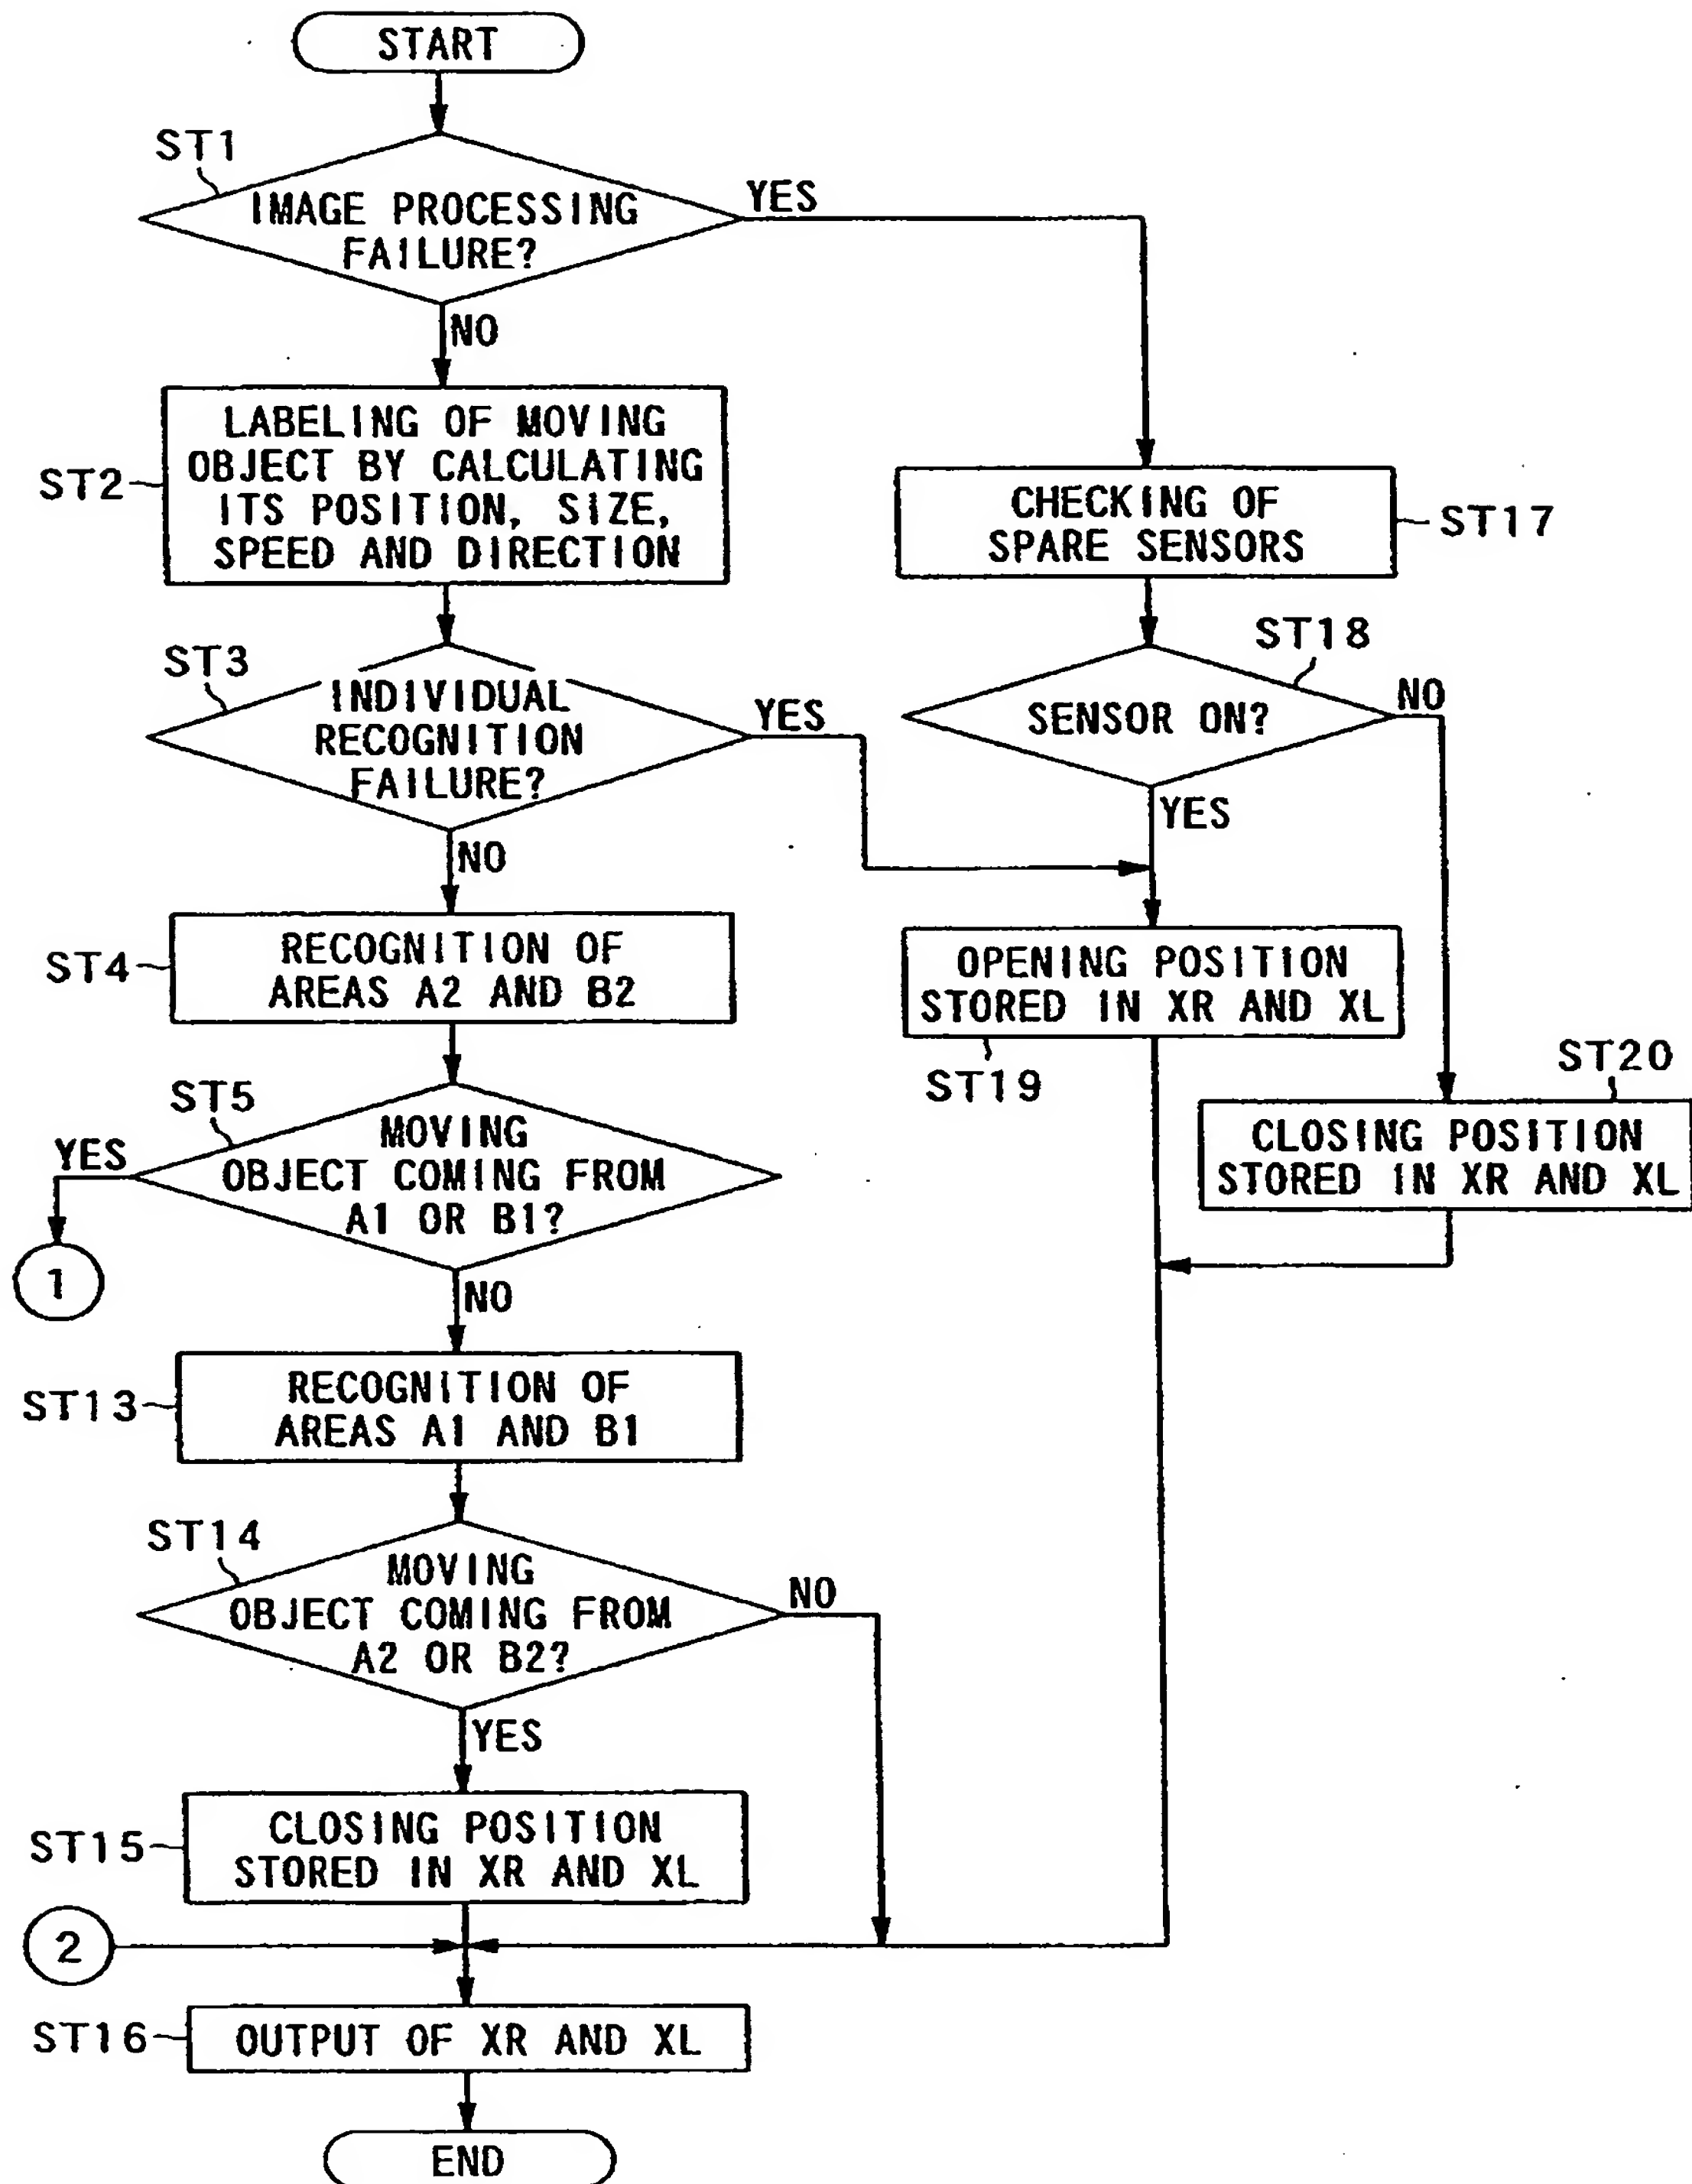 START
ST1
IMAGE PROCESSING
FAILURE?
YES
NO
ST2
LABELING OF MOVING
OBJECT BY CALCULATING
ITS POSITION, SIZE,
SPEED AND DIRECTION
CHECKING OF
SPARE SENSORS
ST17
ST3
INDIVIDUAL
RECOGNITION
FAILURE?
YES
NO
ST18
SENSOR ON?
NO
YES
ST4
RECOGNITION OF
AREAS A2 AND B2
OPENING POSITION
STORED IN XR AND XL
ST19
ST20
CLOSING POSITION
STORED IN XR AND XL
ST5
MOVING
OBJECT COMING FROM
A1 OR B1?
YES
1
NO
ST13
RECOGNITION OF
AREAS A1 AND B1
ST14
MOVING
OBJECT COMING FROM
A2 OR B2?
NO
YES
ST15
CLOSING POSITION
STORED IN XR AND XL
2
ST16
OUTPUT OF XR AND XL
END